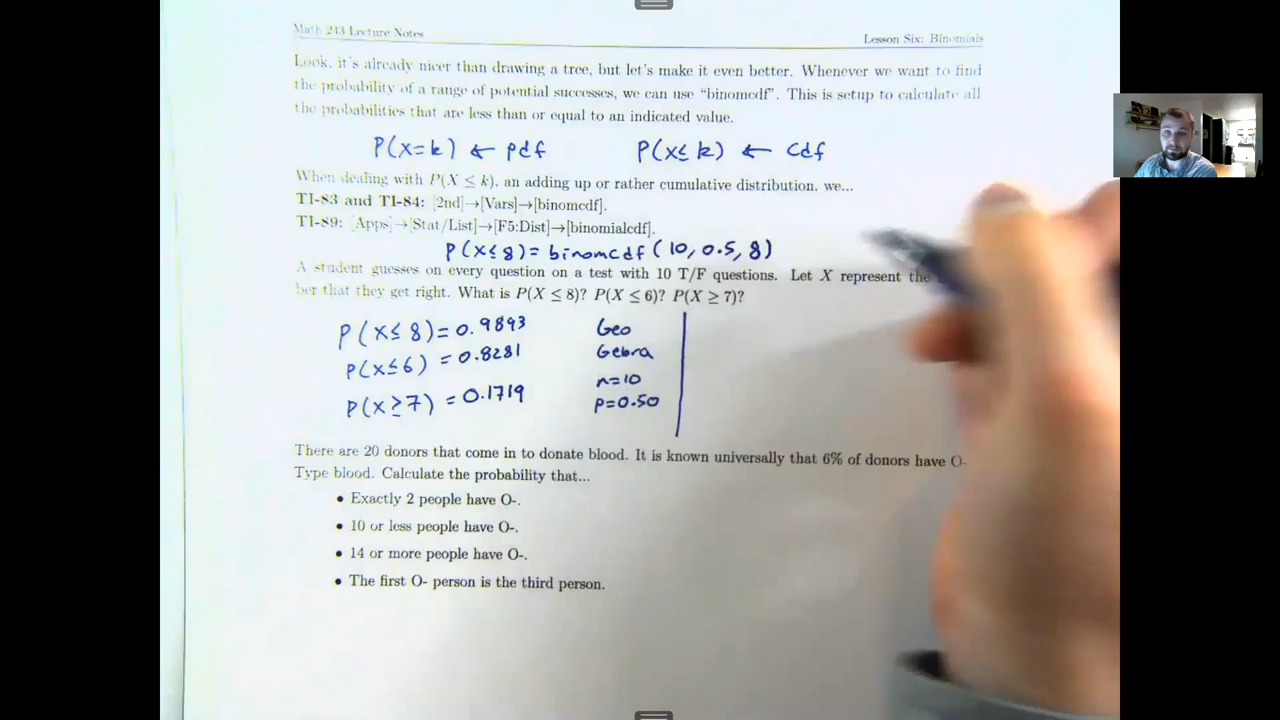 Math 243 Lecture Notes
Lesson Six: Binomials
Look, it's already nicer than drawing a tree, but let's make it even better. Whenever we want to find
the probability of a range of potential successes, we can use “binomcdf”. This is setup to calculate all
the probabilities that are less than or equal to an indicated value.
P(X=k) ← pdf
P(X≤k) ← cdf
When dealing with P(X ≤ k), an adding up or rather cumulative distribution, we...
TI-83 and TI-84: [2nd]→[Vars]→[binomcdf].
TI-89: [Apps]→[Stat/List]→[F5:Dist]→[binomialcdf].
P(X≤8)= binomcdf(10, 0.5, 8)
A student guesses on every question on a test with 10 T/F questions. Let X represent the
ber that they get right. What is P(X ≤ 8)? P(X ≤ 6)? P(X ≥ 7)?
P(X≤8)=0.9893
P(X≤6) = 0.8281
P(X≥7) = 0.1719
Geo
Gebra
n=10
p=0.50
There are 20 donors that come in to donate blood. It is known universally that 6% of donors have O-
Type blood. Calculate the probability that...
• Exactly 2 people have O-.
• 10 or less people have O-.
• 14 or more people have O-.
• The first O- person is the third person.